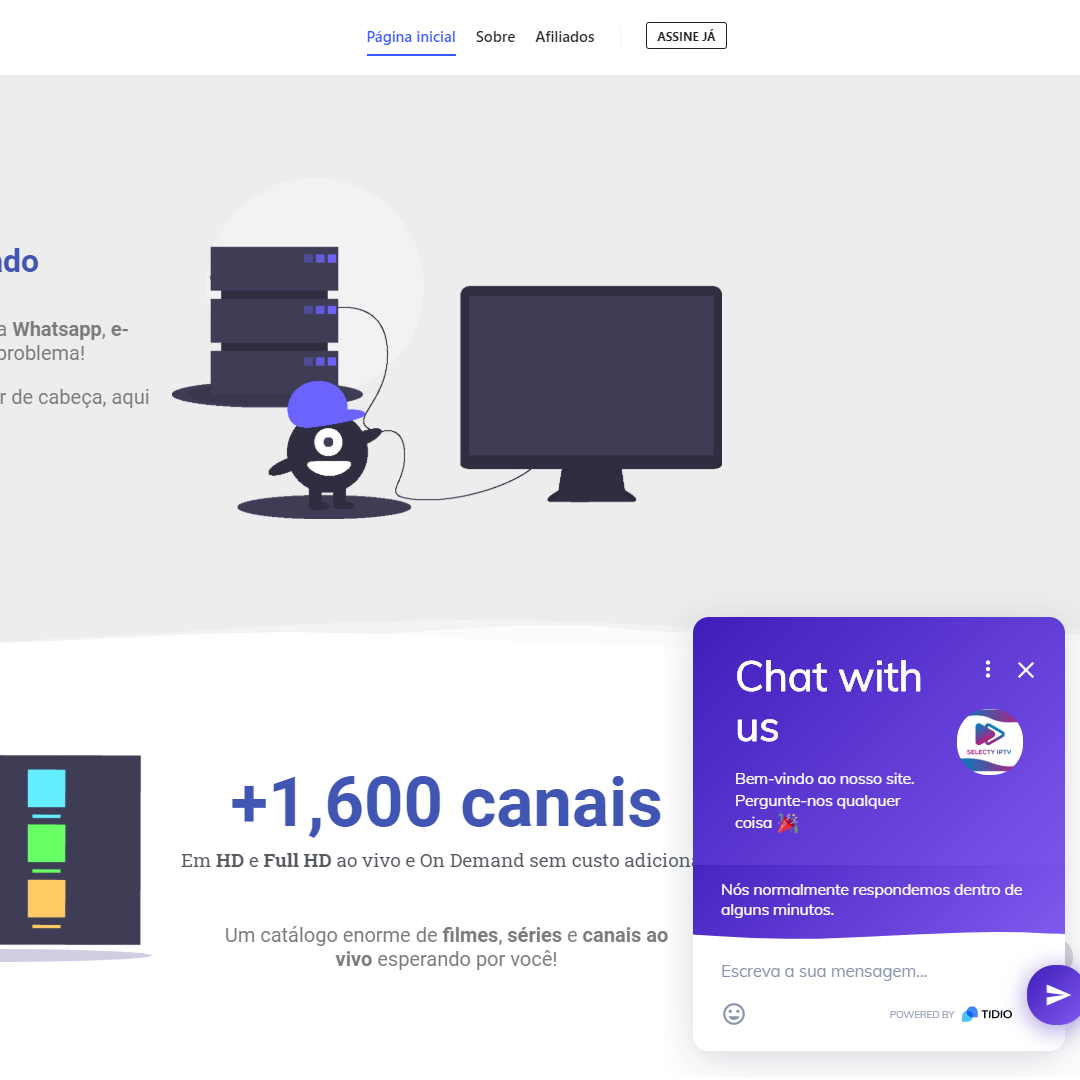 Página inicial Sobre Afiliados ASSINE JÁ
do
a Whatsapp, e-
problema!
r de cabeça, aqui
+1,600 canais
Em HD e Full HD ao vivo e On Demand sem custo adiciona
Um catálogo enorme de filmes, séries e canais ao
vivo esperando por você!
Chat with
us
SELECTY IPTV
Bem-vindo ao nosso site.
Pergunte-nos qualquer
coisa 🎉
Nós normalmente respondemos dentro de
alguns minutos.
Escreva a sua mensagem...
POWERED BY TIDIO